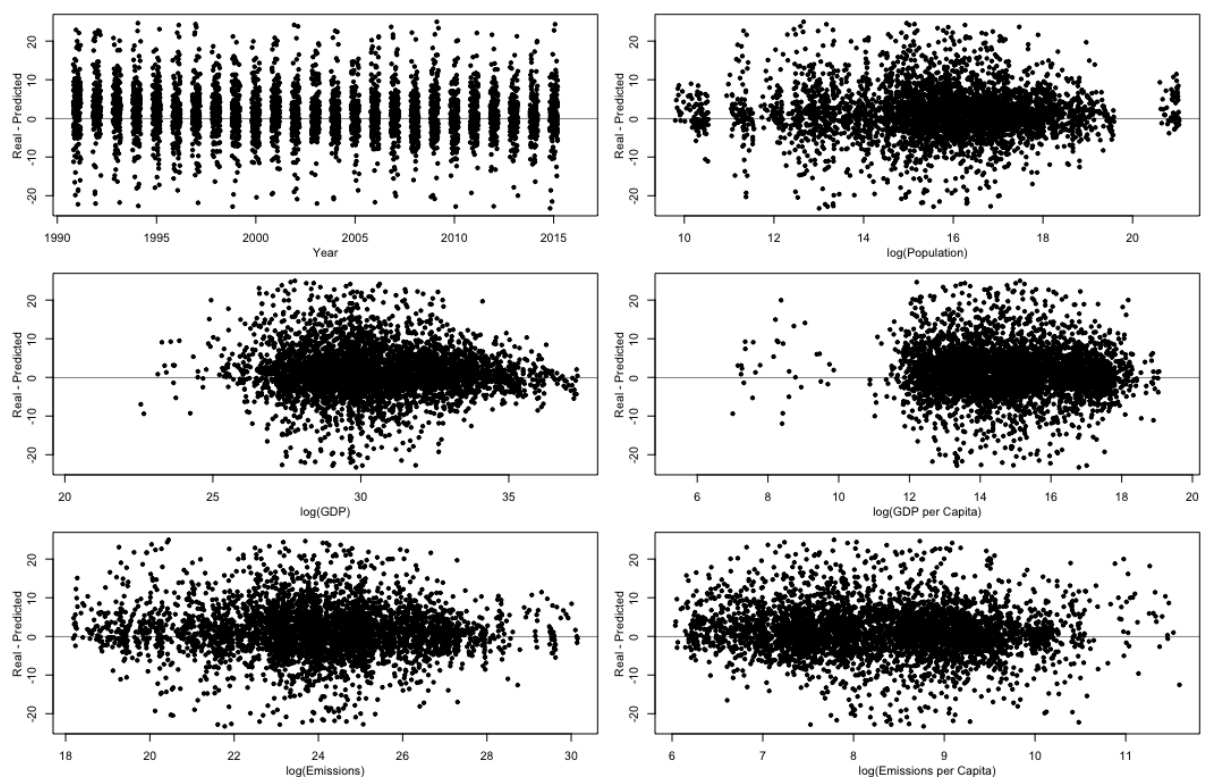 20
10
0
-10
-20
Real - Predicted
1990 1995 2000 2005 2010 2015
Year
20
10
0
-10
-20
Real - Predicted
10 12 14 16 18 20
log(Population)
20
10
0
-10
-20
Real - Predicted
20 25 30 35
log(GDP)
20
10
0
-10
-20
Real - Predicted
6 8 10 12 14 16 18 20
log(GDP per Capita)
20
10
0
-10
-20
Real - Predicted
18 20 22 24 26 28 30
log(Emissions)
20
10
0
-10
-20
Real - Predicted
6 7 8 9 10 11
log(Emissions per Capita)